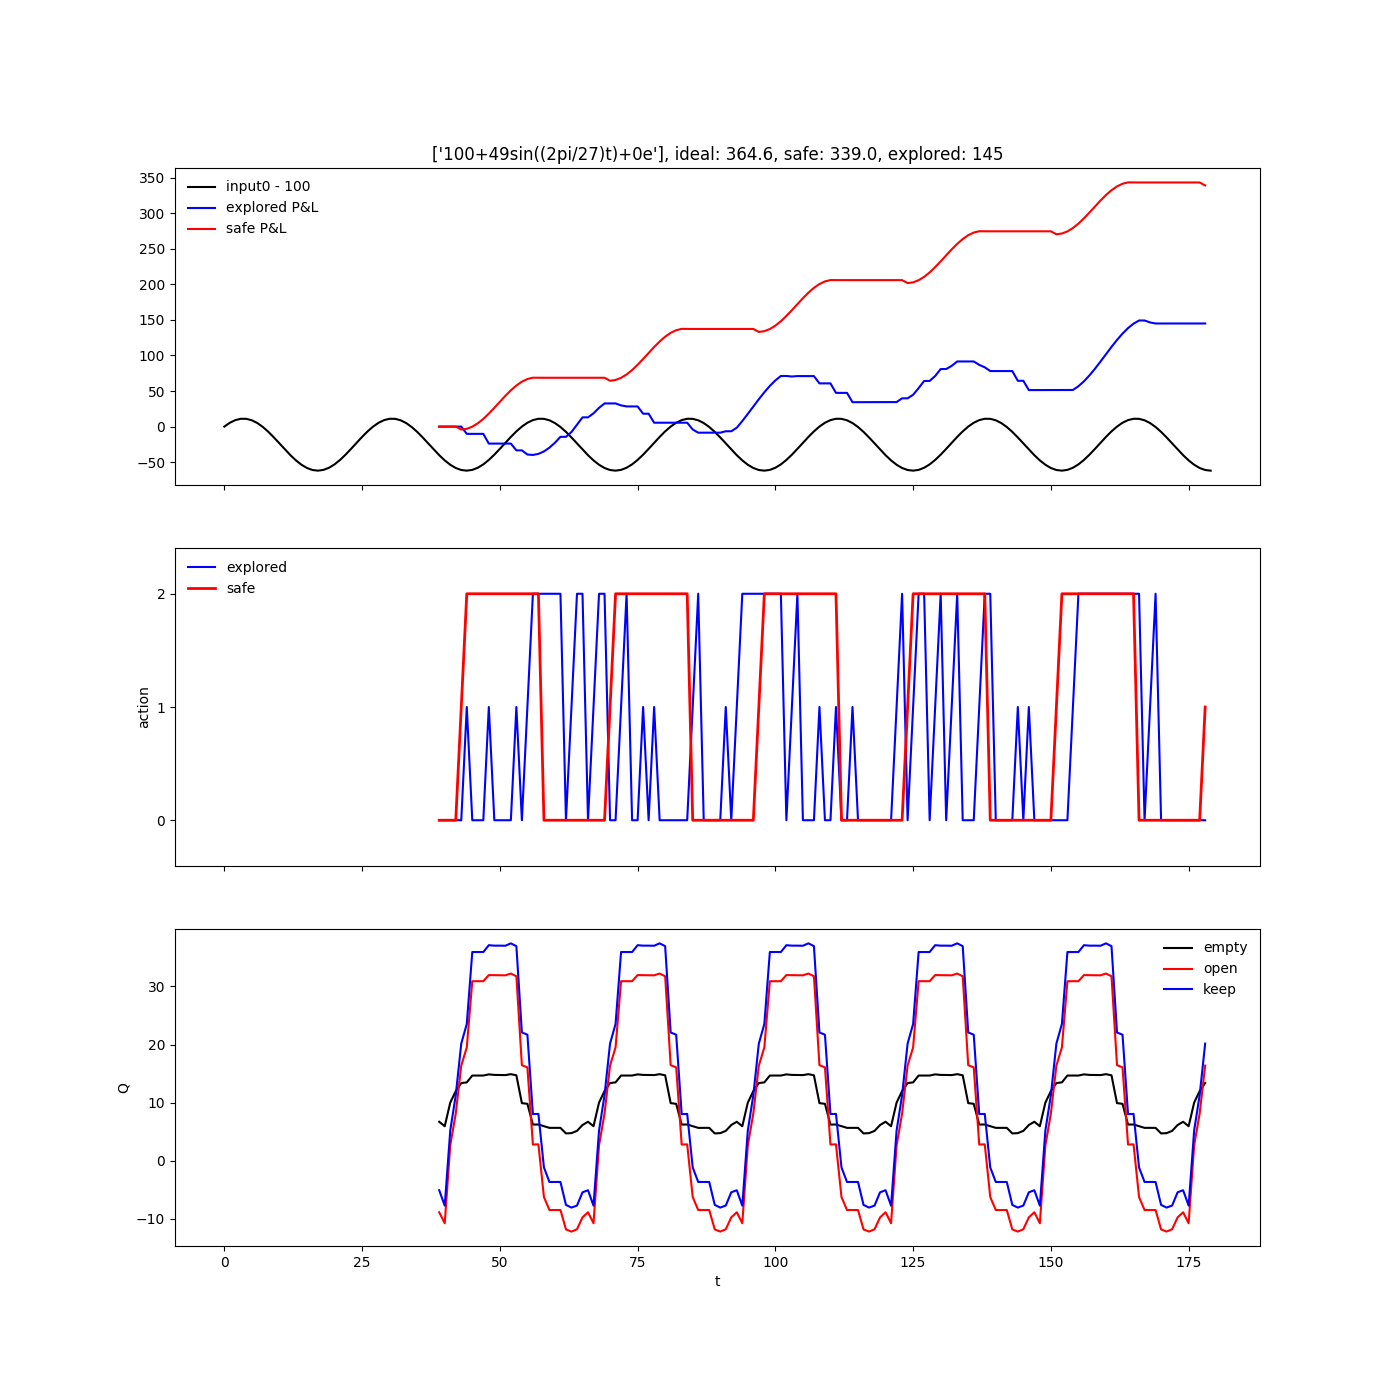 ['100+49sin((2pi/27)t)+0e'], ideal: 364.6, safe: 339.0, explored: 145
350
300
250
200
150
100
50
0
−50
input0 - 100
explored P&L
safe P&L
action
2
1
0
explored
safe
Q
30
20
10
0
−10
empty
open
keep
0 25 50 75 100 125 150 175
t